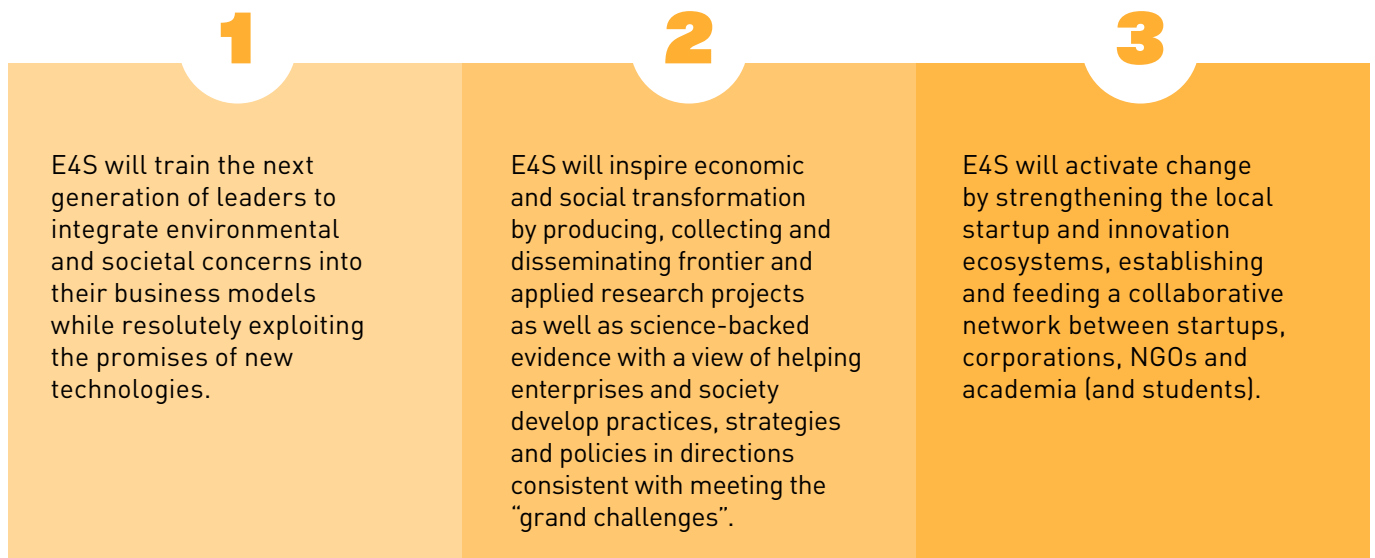 1
E4S will train the next
generation of leaders to
integrate environmental
and societal concerns into
their business models
while resolutely exploiting
the promises of new
technologies.
2
E4S will inspire economic
and social transformation
by producing, collecting and
disseminating frontier and
applied research projects
as well as science-backed
evidence with a view of helping
enterprises and society
develop practices, strategies
and policies in directions
consistent with meeting the
“grand challenges”.
3
E4S will activate change
by strengthening the local
startup and innovation
ecosystems, establishing
and feeding a collaborative
network between startups,
corporations, NGOs and
academia (and students).